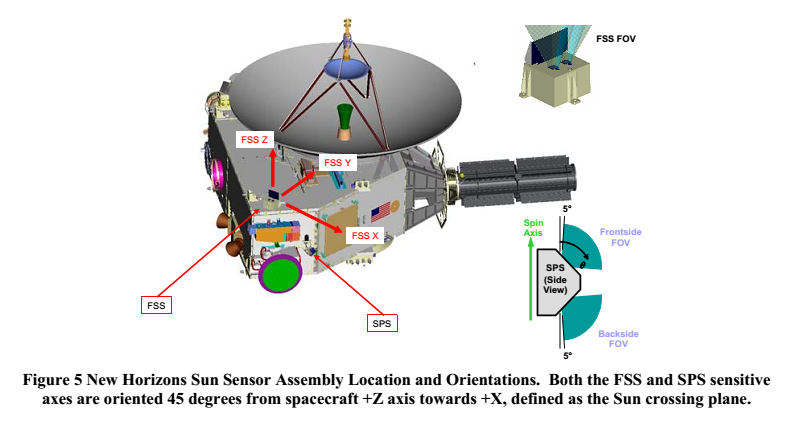 FSS FOV
FSS Z
FSS Y
FSS X
FSS
SPS
5°
Spin
Axis
Frontside
FOV
θ
SPS
(Side
View)
Backside
FOV
5°
Figure 5 New Horizons Sun Sensor Assembly Location and Orientations. Both the FSS and SPS sensitive
axes are oriented 45 degrees from spacecraft +Z axis towards +X, defined as the Sun crossing plane.